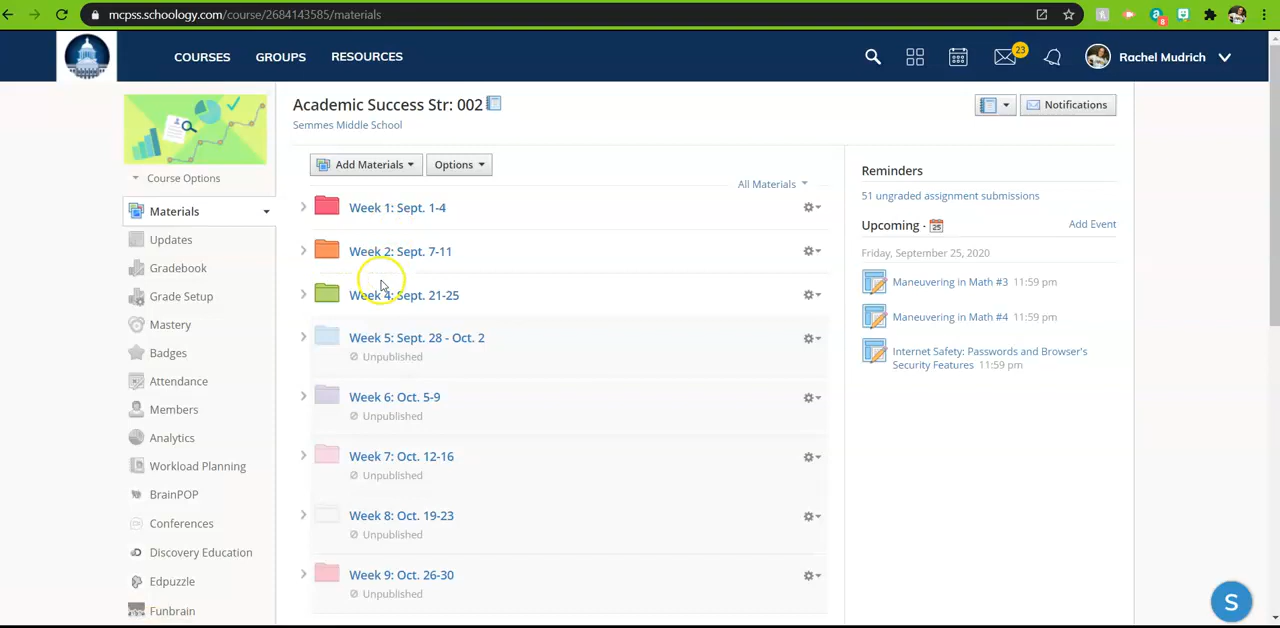 mcpss.schoology.com/course/2684143585/materials
8
COURSES GROUPS RESOURCES 23 Rachel Mudrich
Academic Success Str: 002 Notifications
Semmes Middle School
Course Options
Add Materials Options
All Materials
Materials
Updates
Gradebook
Grade Setup
Mastery
Badges
Attendance
Members
Analytics
Workload Planning
BrainPOP
Conferences
Discovery Education
Edpuzzle
Funbrain
Week 1: Sept. 1-4
Week 2: Sept. 7-11
Week 4: Sept. 21-25
Week 5: Sept. 28 - Oct. 2
Unpublished
Week 6: Oct. 5-9
Unpublished
Week 7: Oct. 12-16
Unpublished
Week 8: Oct. 19-23
Unpublished
Week 9: Oct. 26-30
Unpublished
Reminders
51 ungraded assignment submissions
Upcoming · 25 Add Event
Friday, September 25, 2020
Maneuvering in Math #3 11:59 pm
Maneuvering in Math #4 11:59 pm
Internet Safety: Passwords and Browser's
Security Features 11:59 pm
S